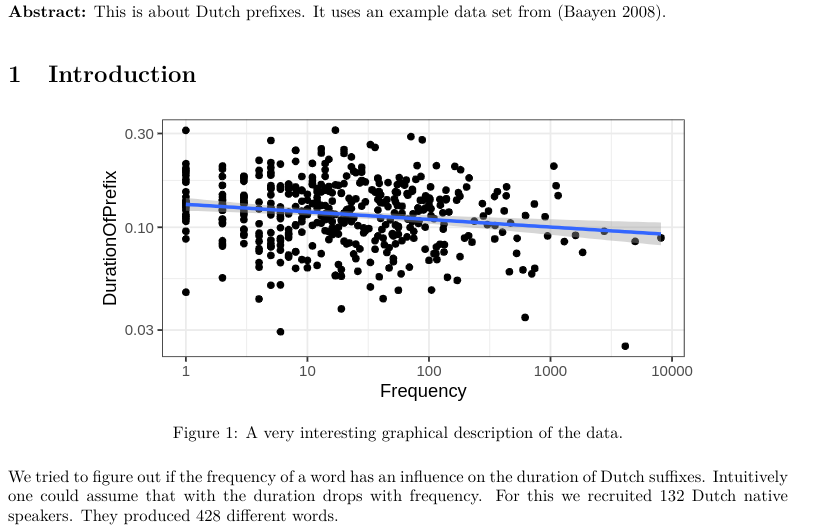 Abstract: This is about Dutch prefixes. It uses an example data set from (Baayen 2008).
1 Introduction
0.30
0.10
0.03
DurationOfPrefix
1 10 100 1000 10000
Frequency
Figure 1: A very interesting graphical description of the data.
We tried to figure out if the frequency of a word has an influence on the duration of Dutch suffixes. Intuitively
one could assume that with the duration drops with frequency. For this we recruited 132 Dutch native
speakers. They produced 428 different words.